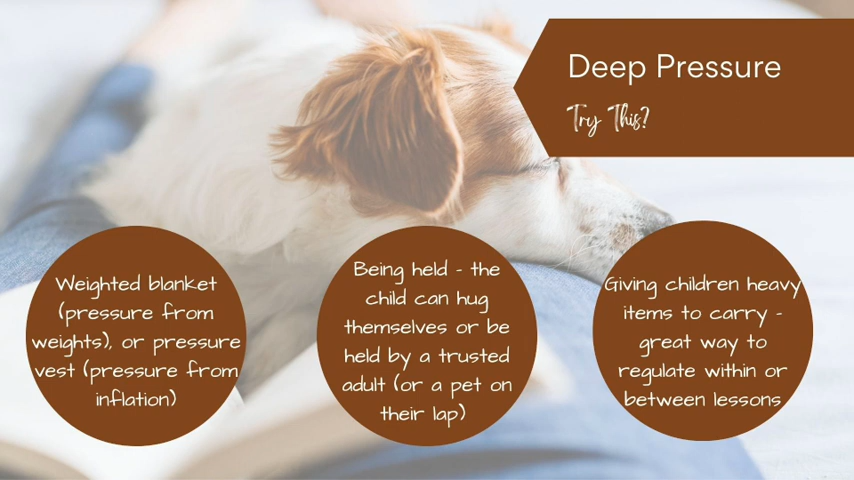 Deep Pressure
Try This?
Weighted blanket
(pressure from
weights), or pressure
vest (pressure from
inflation)
Being held - the
child can hug
themselves or be
held by a trusted
adult (or a pet on
their lap)
Giving children heavy
items to carry -
great way to
regulate within or
between lessons